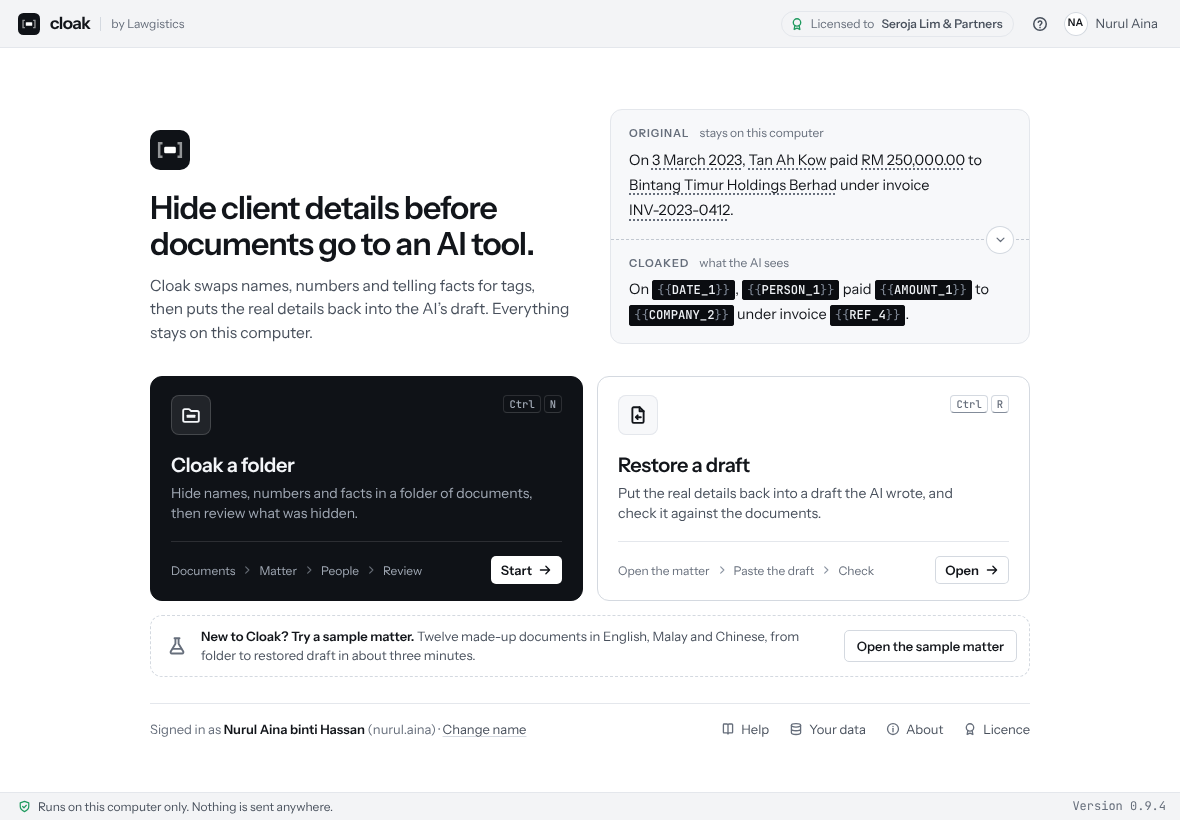 cloak by Lawgistics
Licensed to Seroja Lim & Partners
NA Nurul Aina
Hide client details before
documents go to an AI tool.
Cloak swaps names, numbers and telling facts for tags,
then puts the real details back into the AI’s draft. Everything
stays on this computer.
ORIGINAL stays on this computer
On 3 March 2023, Tan Ah Kow paid RM 250,000.00 to
Bintang Timur Holdings Berhad under invoice
INV-2023-0412.
CLOAKED what the AI sees
On {{DATE_1}}, {{PERSON_1}} paid {{AMOUNT_1}} to
{{COMPANY_2}} under invoice {{REF_4}}.
Ctrl N
Cloak a folder
Hide names, numbers and facts in a folder of documents,
then review what was hidden.
Documents > Matter > People > Review
Start →
Ctrl R
Restore a draft
Put the real details back into a draft the AI wrote, and
check it against the documents.
Open the matter > Paste the draft > Check
Open →
New to Cloak? Try a sample matter. Twelve made-up documents in English, Malay and Chinese, from
folder to restored draft in about three minutes.
Open the sample matter
Signed in as Nurul Aina binti Hassan (nurul.aina) · Change name
Help
Your data
About
Licence
Runs on this computer only. Nothing is sent anywhere.
Version 0.9.4